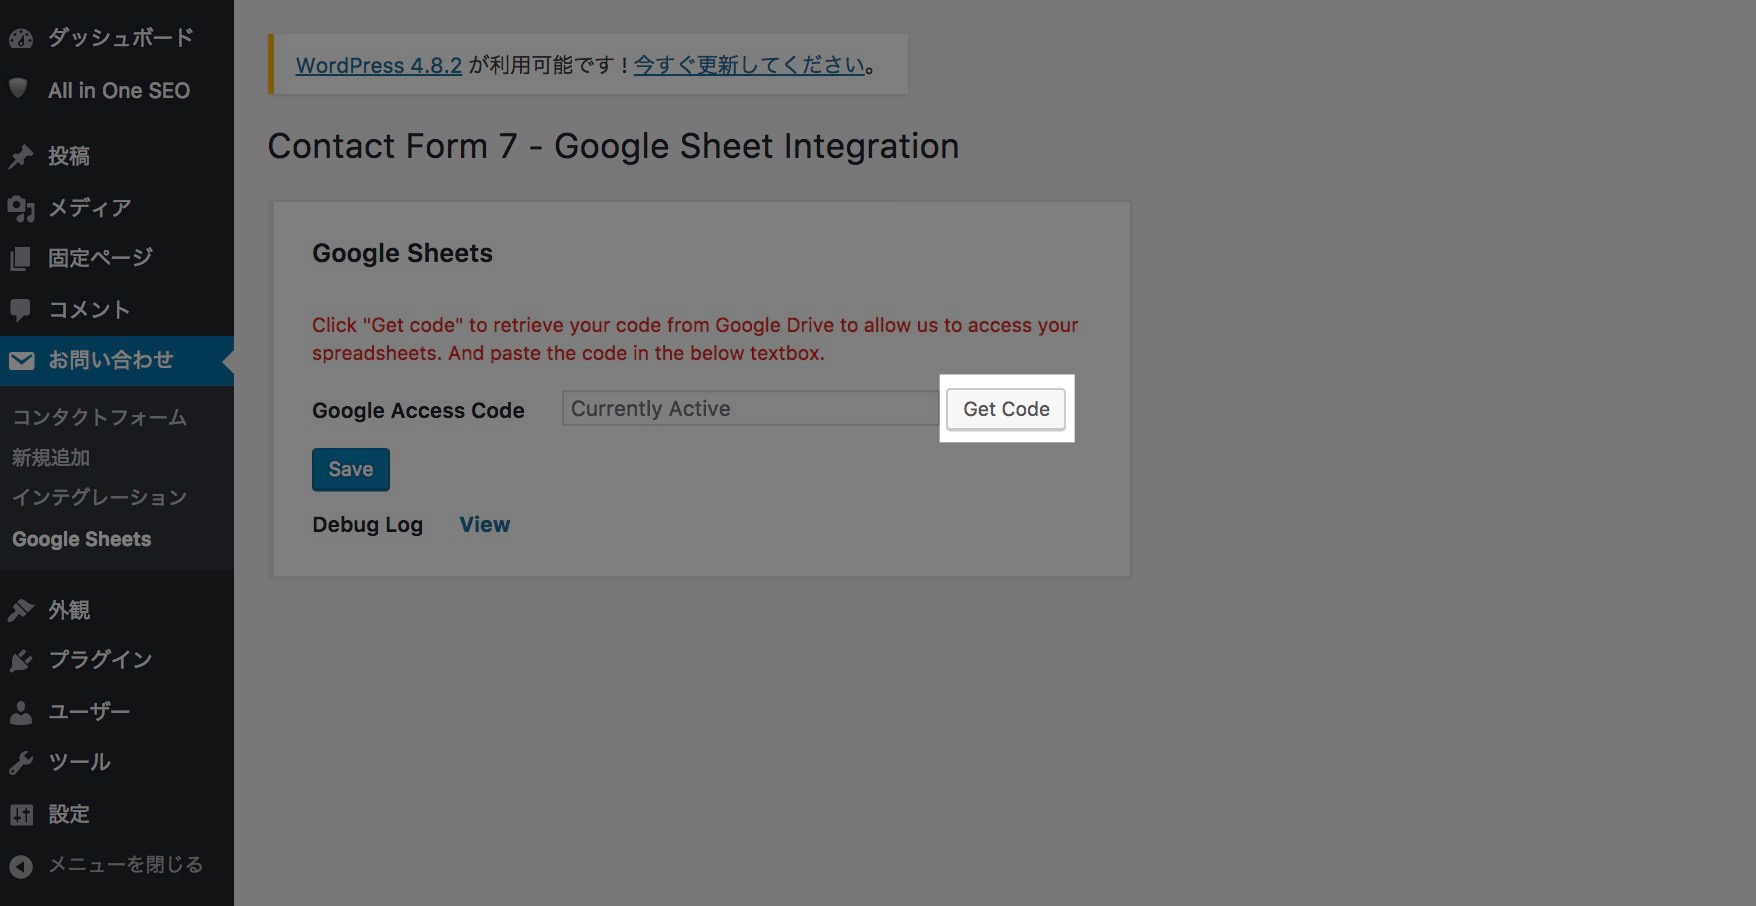 ダッシュボード
All in One SEO
投稿
メディア
固定ページ
コメント
お問い合わせ
コンタクトフォーム
新規追加
インテグレーション
Google Sheets
外観
プラグイン
ユーザー
ツール
設定
メニューを閉じる
WordPress 4.8.2 が利用可能です ! 今すぐ更新してください。
Contact Form 7 - Google Sheet Integration
Google Sheets
Click "Get code" to retrieve your code from Google Drive to allow us to access your
spreadsheets. And paste the code in the below textbox.
Google Access Code Currently Active Get Code
Save
Debug Log View